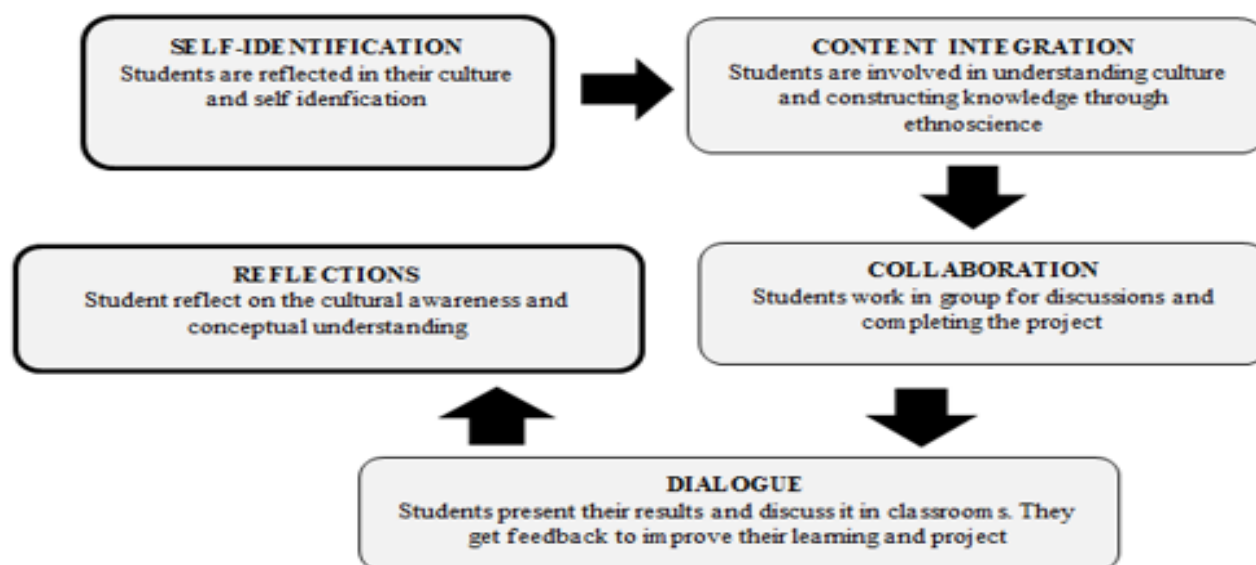 SELF-IDENTIFICATION
Students are reflected in their culture
and self idenfication
CONTENT INTEGRATION
Students are involved in understanding culture
and constructing knowledge through
ethnoscience
COLLABORATION
Students work in group for discussions and
completing the project
DIALOGUE
Students present their results and discuss it in classrooms. They
get feedback to improve their learning and project
REFLECTIONS
Student reflect on the cultural awareness and
conceptual understanding